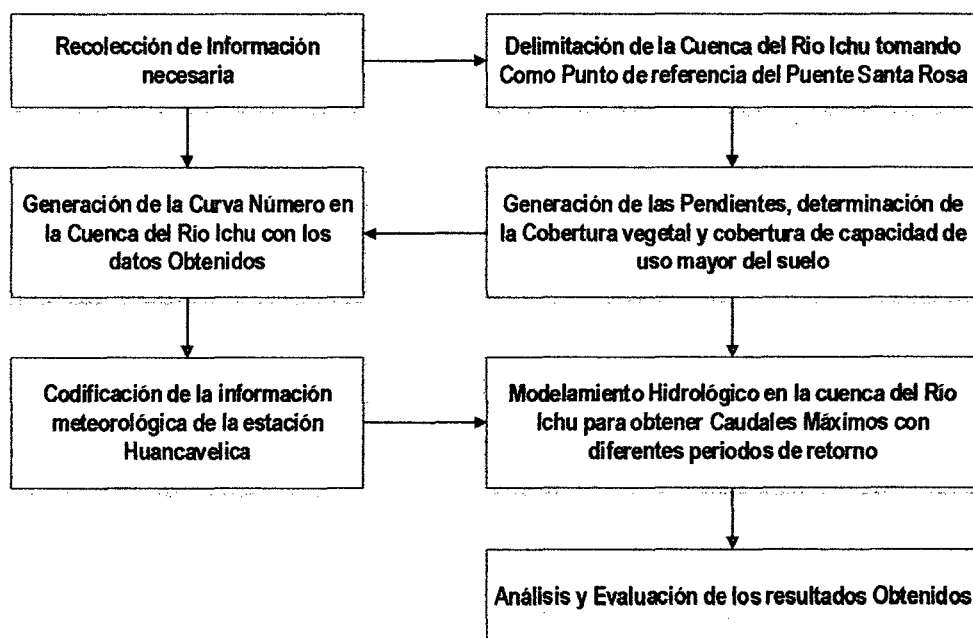 Recolección de Información
necesaria
Delimitación de la Cuenca del Rio Ichu tomando
Como Punto de referencia del Puente Santa Rosa
Generación de la Curva Número en
la Cuenca del Rio Ichu con los
datos Obtenidos
Generación de las Pendientes, determinación de
la Cobertura vegetal y cobertura de capacidad de
uso mayor del suelo
Codificación de la información
meteorológica de la estación
Huancavelica
Modelamiento Hidrológico en la cuenca del Río
Ichu para obtener Caudales Máximos con
diferentes periodos de retorno
Análisis y Evaluación de los resultados Obtenidos